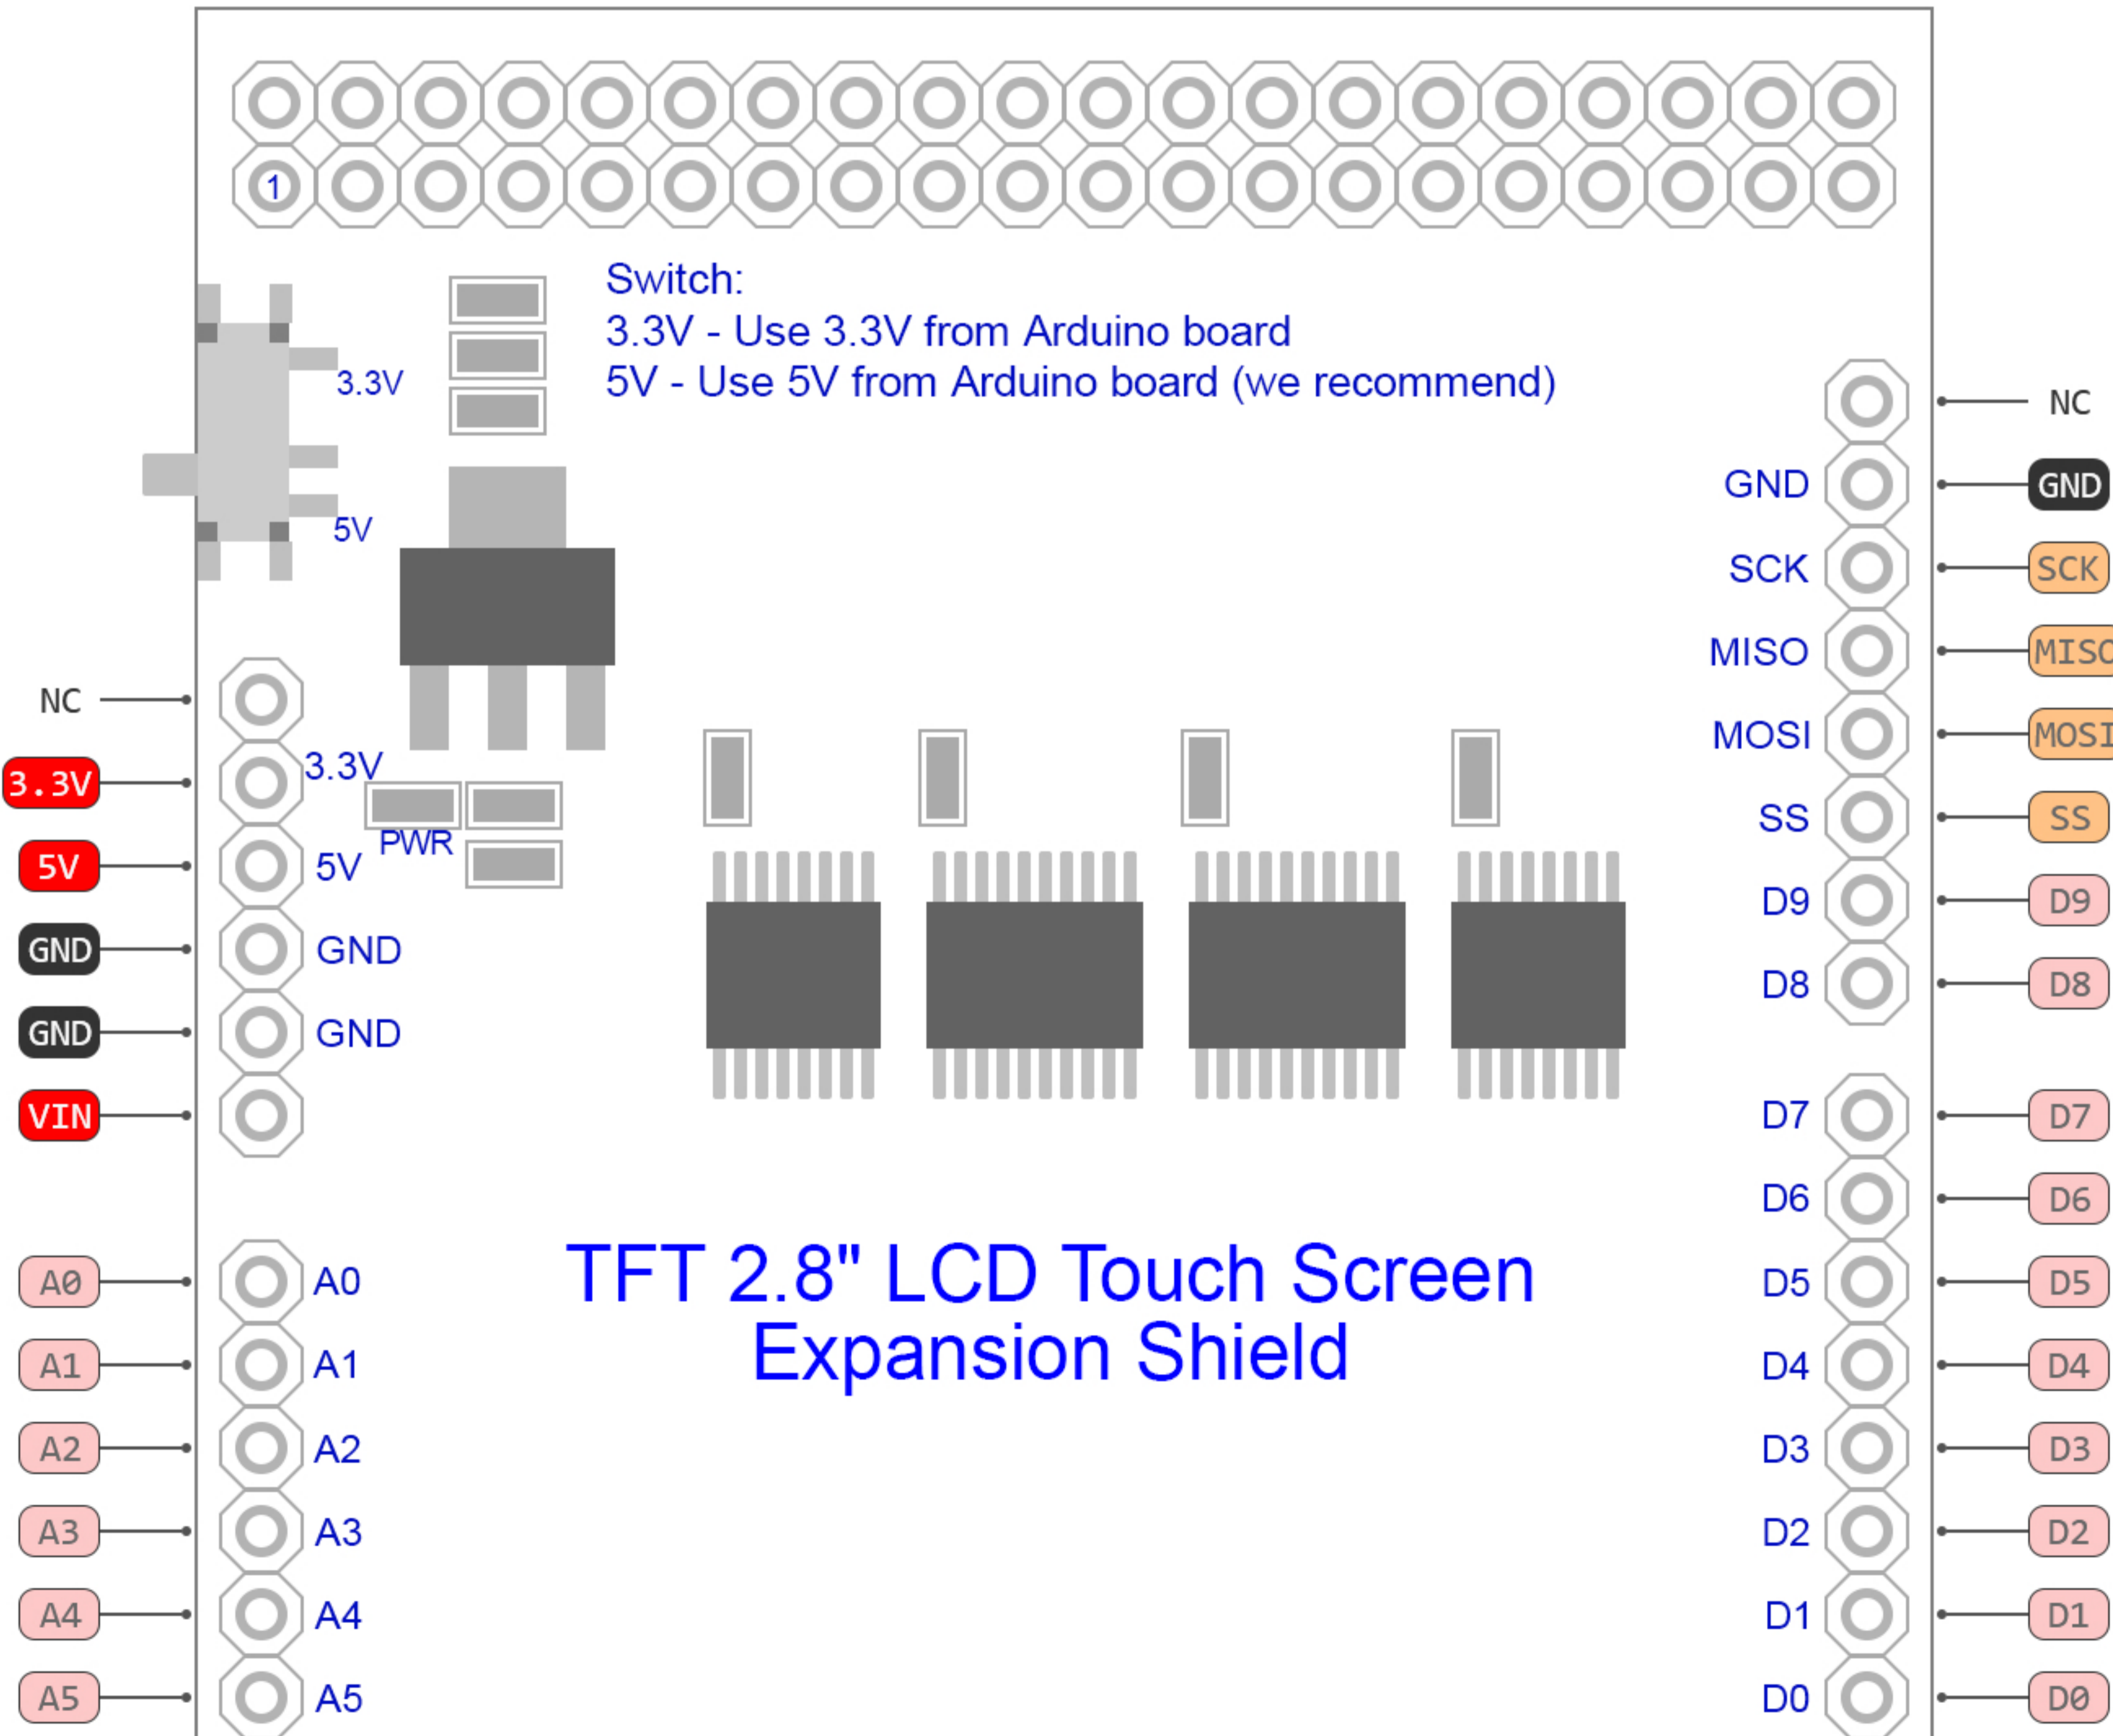 1
Switch:
3.3V - Use 3.3V from Arduino board
5V - Use 5V from Arduino board (we recommend)
3.3V
5V
NC
3.3V 3.3V
PWR
5V 5V
GND GND
GND GND
VIN
A0 A0
A1 A1
A2 A2
A3 A3
A4 A4
A5 A5
TFT 2.8" LCD Touch Screen
Expansion Shield
NC
GND GND
SCK SCK
MISO MISO
MOSI MOSI
SS SS
D9 D9
D8 D8
D7 D7
D6 D6
D5 D5
D4 D4
D3 D3
D2 D2
D1 D1
D0 D0